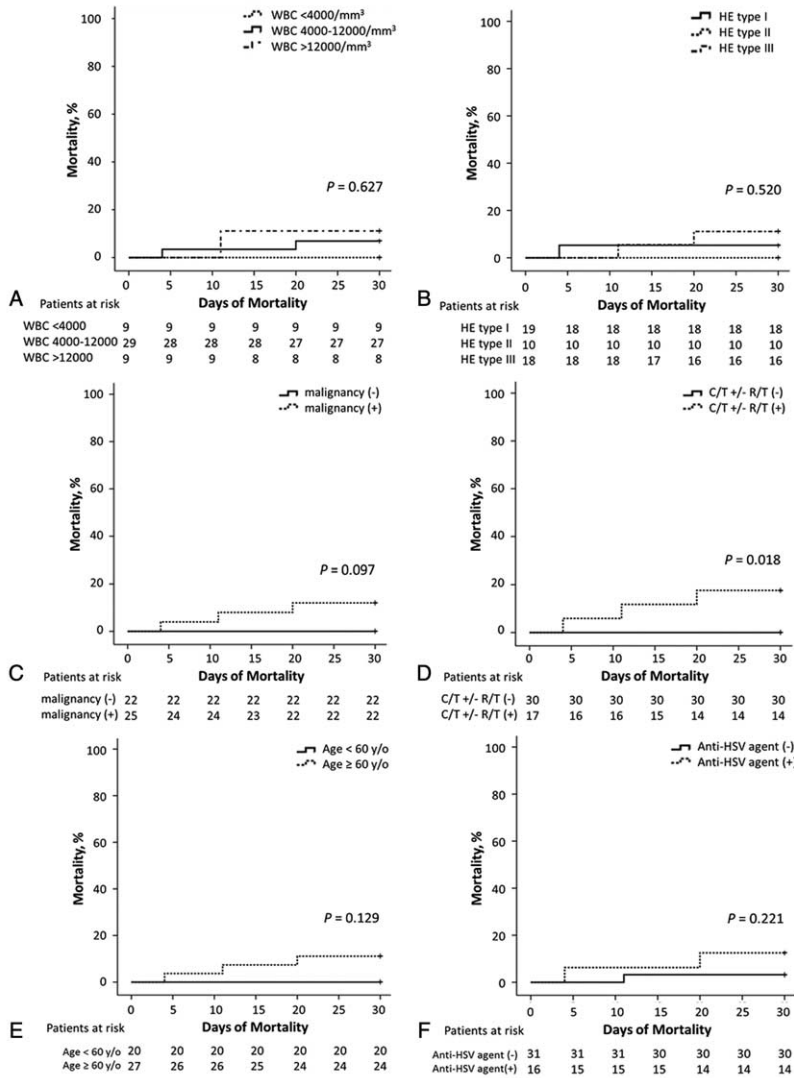 WBC <4000/mm³
WBC 4000-12000/mm³
WBC >12000/mm³
100
80
60
40
20
0
Mortality, %
P = 0.627
0 5 10 15 20 25 30
A
Patients at risk
Days of Mortality
WBC <4000 9 9 9 9 9 9 9
WBC 4000-12000 29 28 28 28 27 27 27
WBC >12000 9 9 9 8 8 8 8
HE type I
HE type II
HE type III
100
80
60
40
20
0
Mortality, %
P = 0.520
0 5 10 15 20 25 30
B
Patients at risk
Days of Mortality
HE type I 19 18 18 18 18 18 18
HE type II 10 10 10 10 10 10 10
HE type III 18 18 18 17 16 16 16
malignancy (-)
malignancy (+)
100
80
60
40
20
0
Mortality, %
P = 0.097
0 5 10 15 20 25 30
C
Patients at risk
Days of Mortality
malignancy (-) 22 22 22 22 22 22 22
malignancy (+) 25 24 24 23 22 22 22
C/T +/- R/T (-)
C/T +/- R/T (+)
100
80
60
40
20
0
Mortality, %
P = 0.018
0 5 10 15 20 25 30
D
Patients at risk
Days of Mortality
C/T +/- R/T (-) 30 30 30 30 30 30 30
C/T +/- R/T (+) 17 16 16 15 14 14 14
Age < 60 y/o
Age ≥ 60 y/o
100
80
60
40
20
0
Mortality, %
P = 0.129
0 5 10 15 20 25 30
E
Patients at risk
Days of Mortality
Age < 60 y/o 20 20 20 20 20 20 20
Age ≥ 60 y/o 27 26 26 25 24 24 24
Anti-HSV agent (-)
Anti-HSV agent (+)
100
80
60
40
20
0
Mortality, %
P = 0.221
0 5 10 15 20 25 30
F
Patients at risk
Days of Mortality
Anti-HSV agent (-) 31 31 31 30 30 30 30
Anti-HSV agent(+) 16 15 15 15 14 14 14